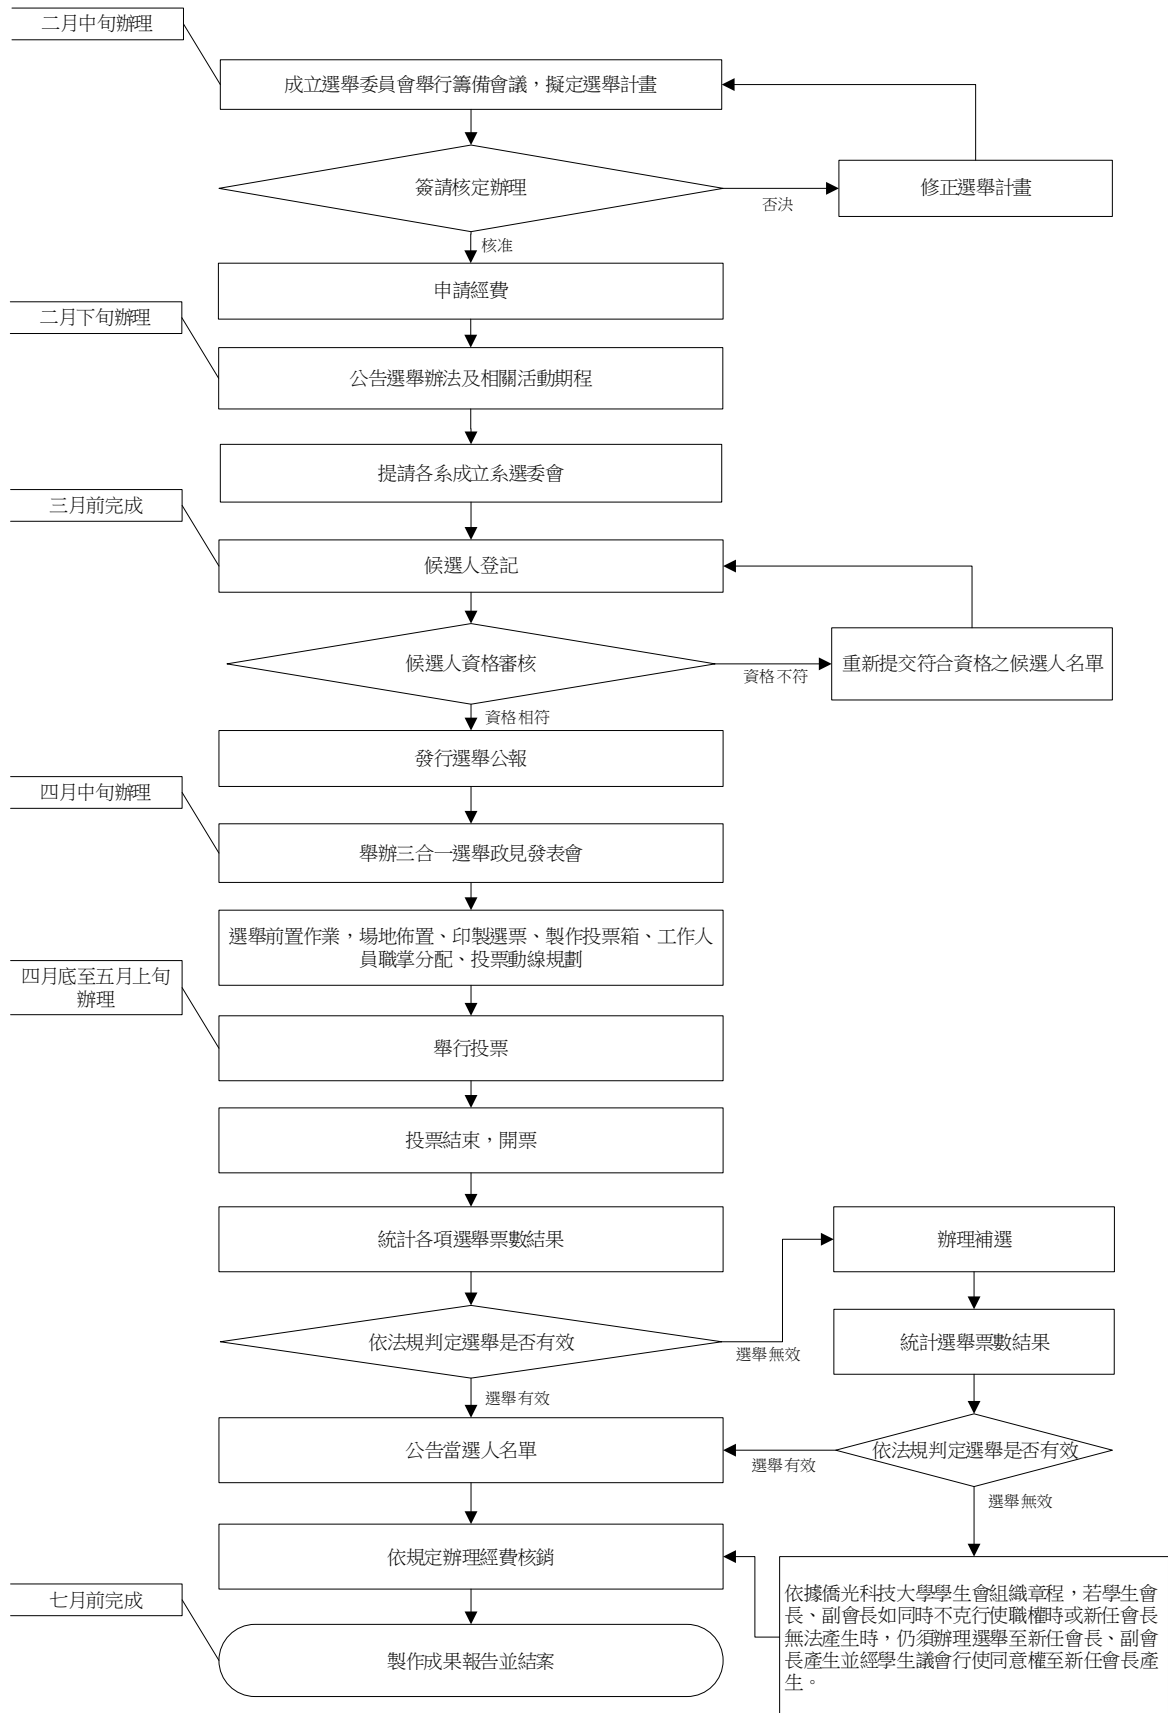 二月中旬辦理
成立選舉委員會舉行籌備會議，擬定選舉計畫
簽請核定辦理
否決
修正選舉計畫
核准
申請經費
二月下旬辦理
公告選舉辦法及相關活動期程
提請各系成立系選委會
三月前完成
候選人登記
候選人資格審核
資格不符
重新提交符合資格之候選人名單
資格相符
發行選舉公報
四月中旬辦理
舉辦三合一選舉政見發表會
選舉前置作業，場地佈置、印製選票、製作投票箱、工作人
員職掌分配、投票動線規劃
四月底至五月上旬
辦理
舉行投票
投票結束，開票
統計各項選舉票數結果
辦理補選
依法規判定選舉是否有效
選舉無效
統計選舉票數結果
選舉有效
公告當選人名單
選舉有效
依法規判定選舉是否有效
選舉無效
依規定辦理經費核銷
七月前完成
製作成果報告並結案
依據僑光科技大學學生會組織章程，若學生會
長、副會長如同時不克行使職權時或新任會長
無法產生時，仍須辦理選舉至新任會長、副會
長產生並經學生議會行使同意權至新任會長產
生。